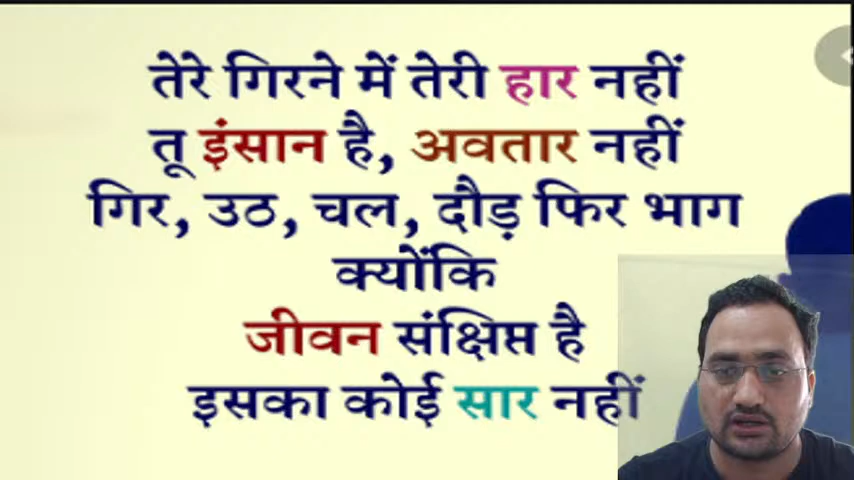 तेरे गिरने में तेरी हार नहीं
तू इंसान है, अवतार नहीं
गिर, उठ, चल, दौड़ फिर भाग
क्योंकि
जीवन संक्षिप्त है
इसका कोई सार नहीं